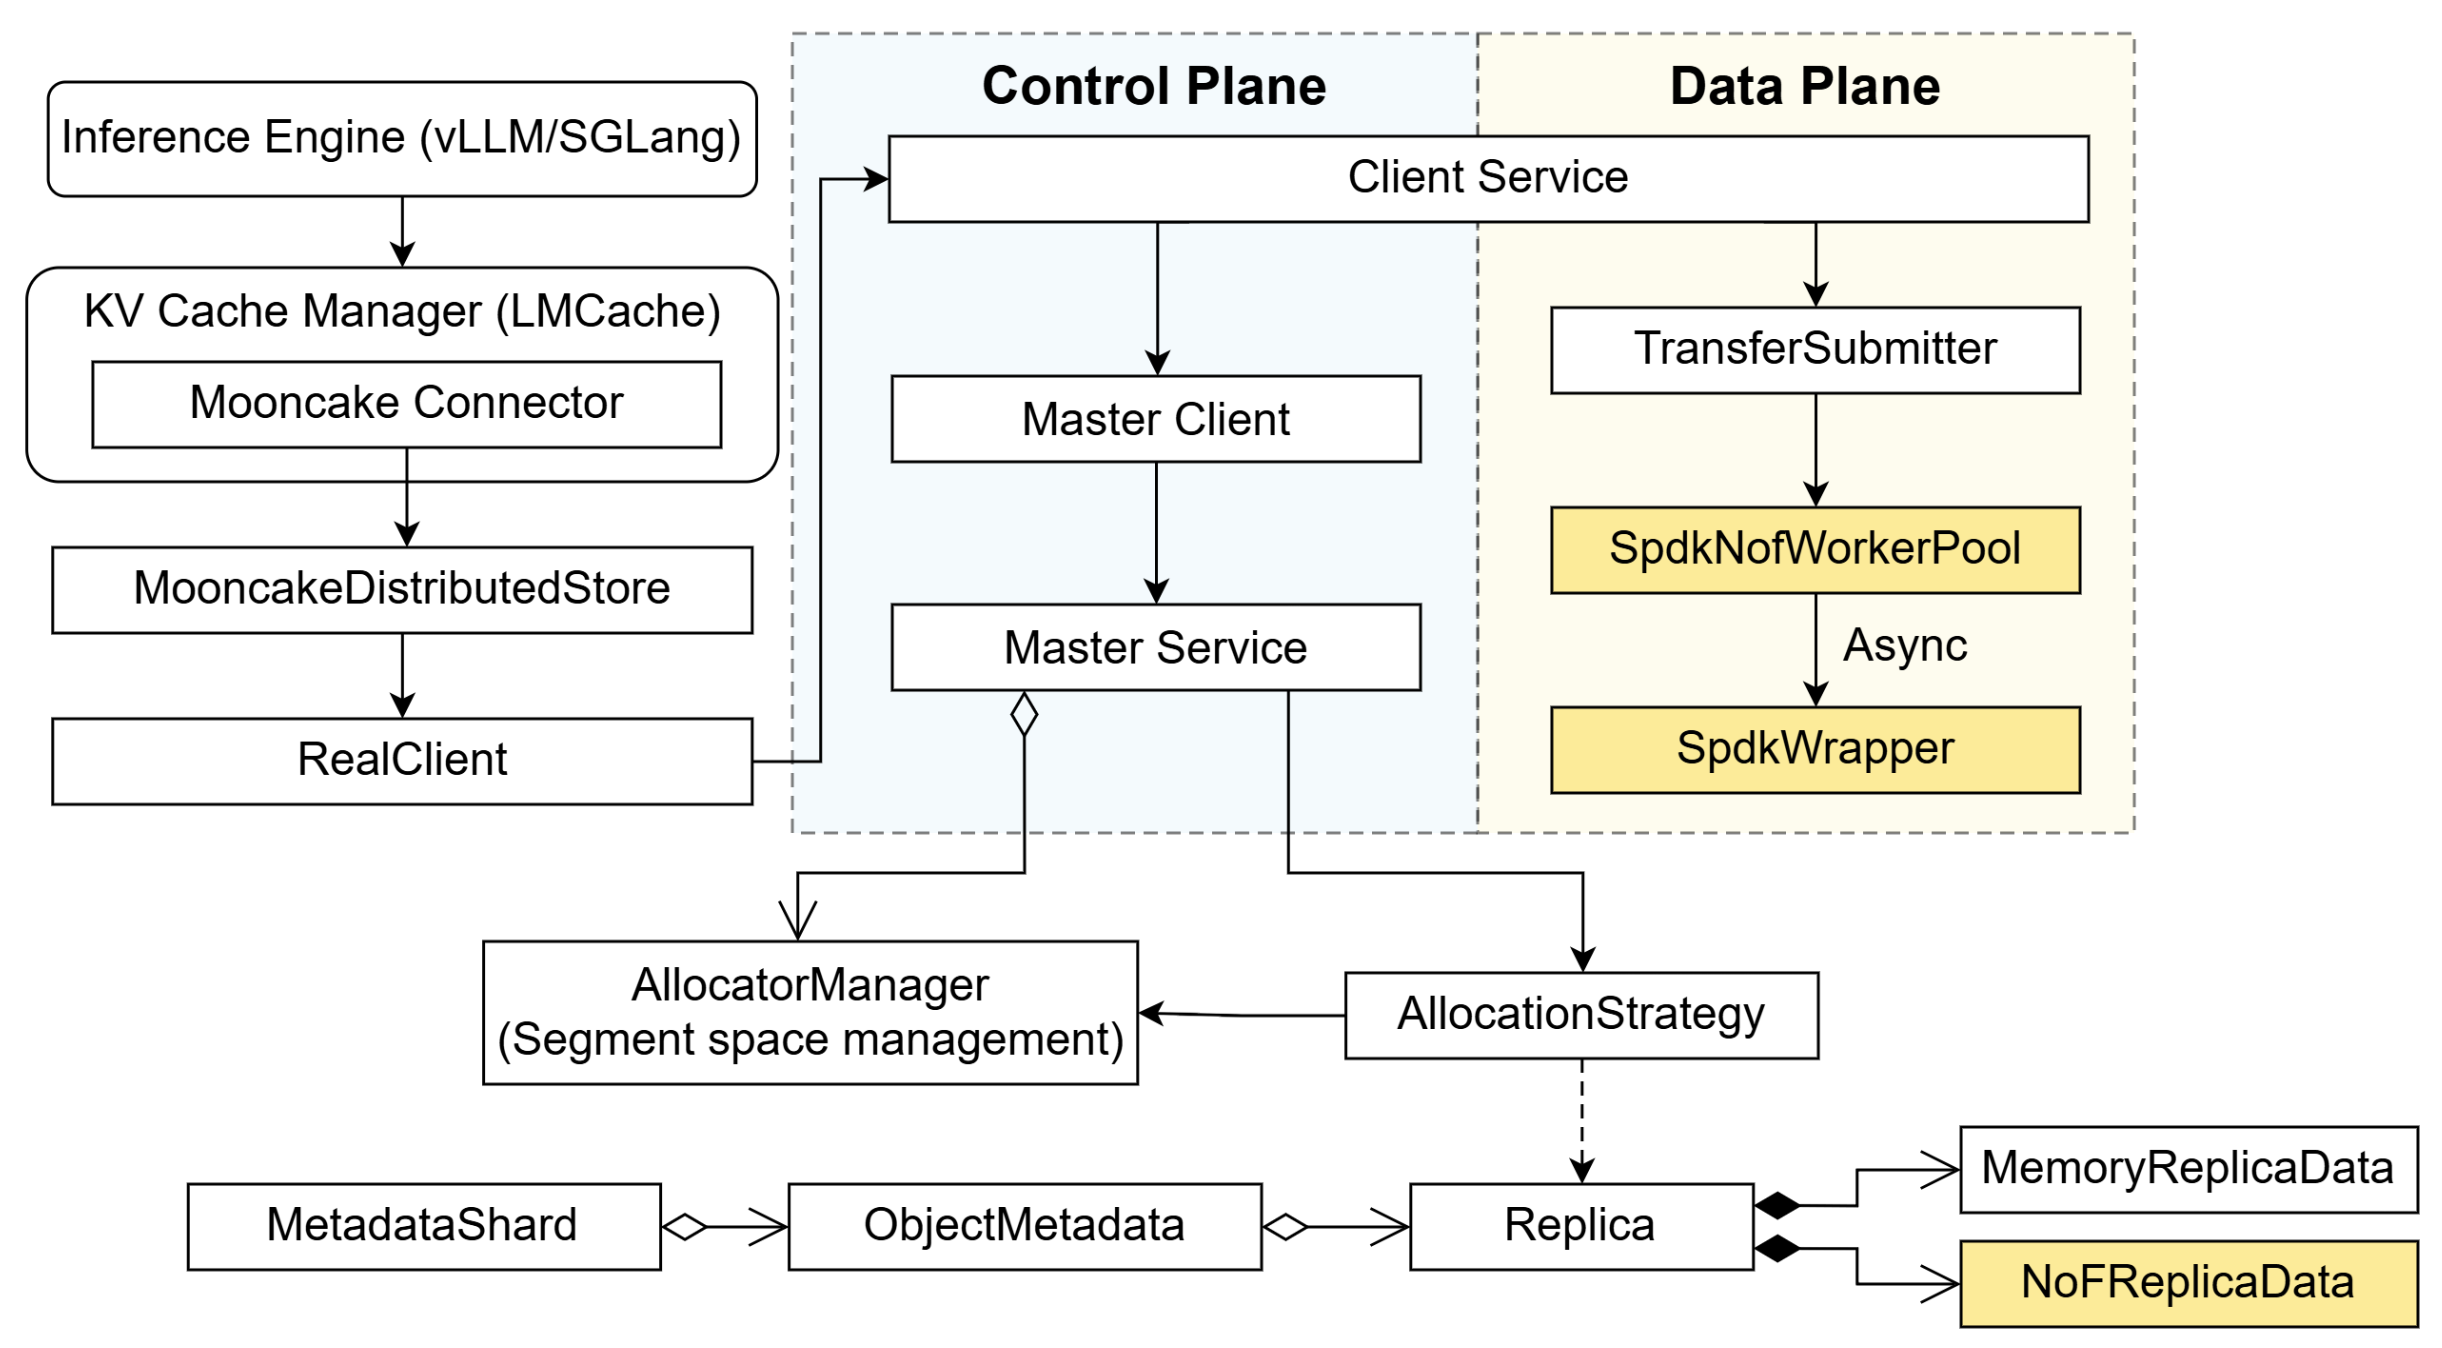 Control Plane
Data Plane
Inference Engine (vLLM/SGLang)
Client Service
KV Cache Manager (LMCache)
Mooncake Connector
TransferSubmitter
Master Client
MooncakeDistributedStore
SpdkNofWorkerPool
Master Service
Async
RealClient
SpdkWrapper
AllocatorManager
(Segment space management)
AllocationStrategy
MemoryReplicaData
MetadataShard
ObjectMetadata
Replica
NoFReplicaData